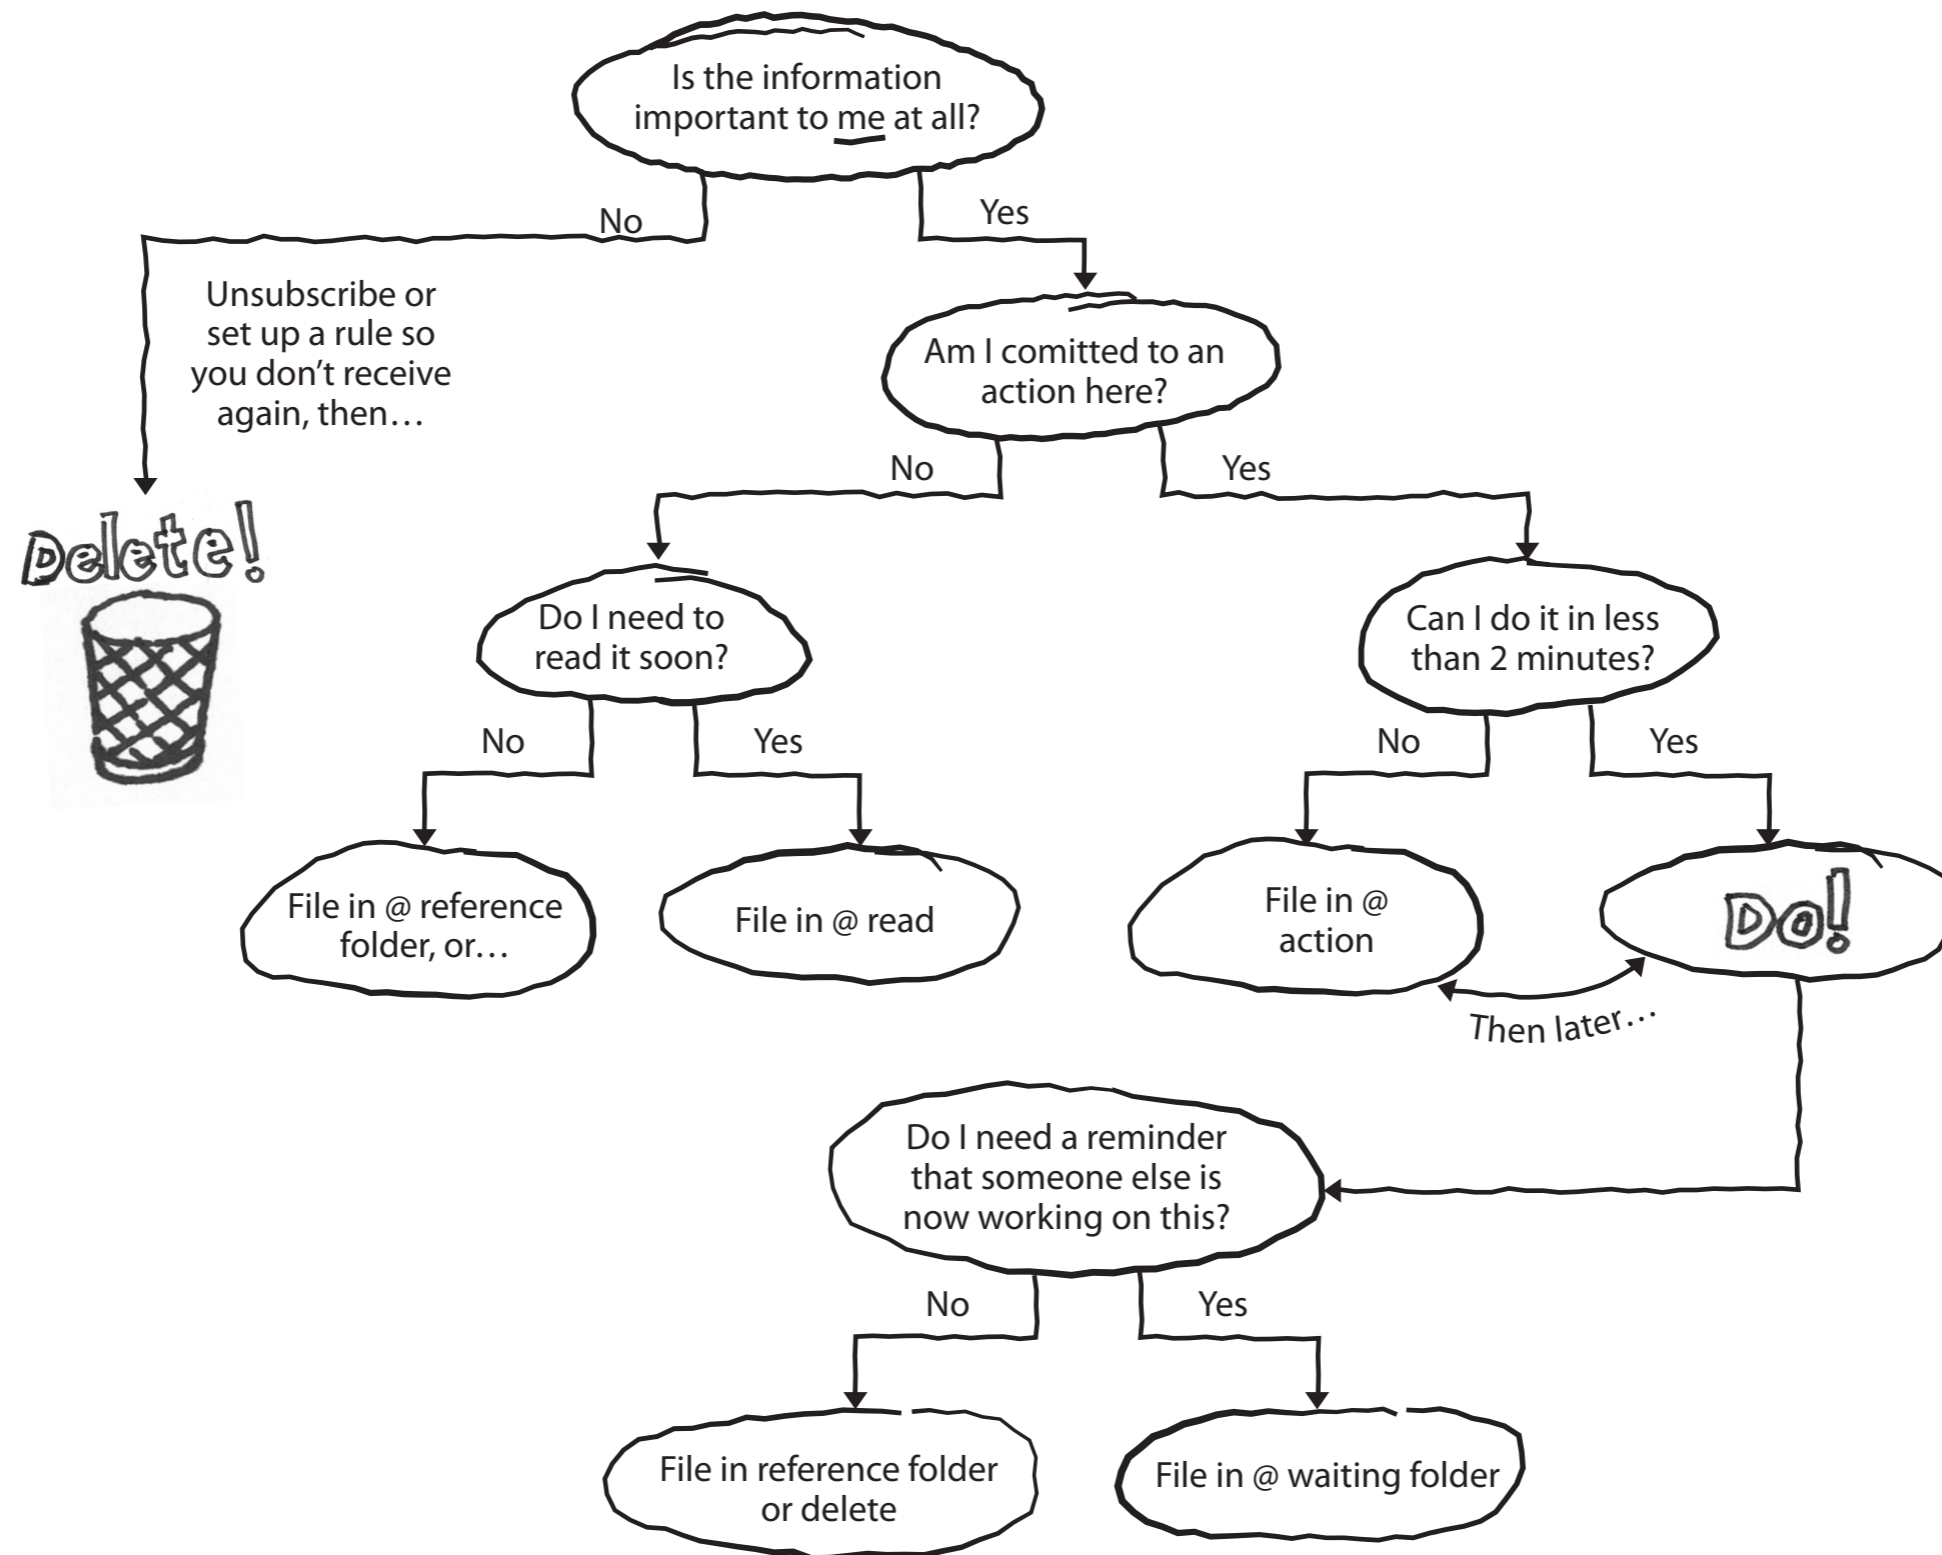 Is the information
important to me at all?
No
Yes
Unsubscribe or
set up a rule so
you don’t receive
again, then…
Delete!
Am I comitted to an
action here?
No
Yes
Do I need to
read it soon?
Can I do it in less
than 2 minutes?
No
Yes
No
Yes
File in @ reference
folder, or…
File in @ read
File in @
action
Do!
Then later…
Do I need a reminder
that someone else is
now working on this?
No
Yes
File in reference folder
or delete
File in @ waiting folder